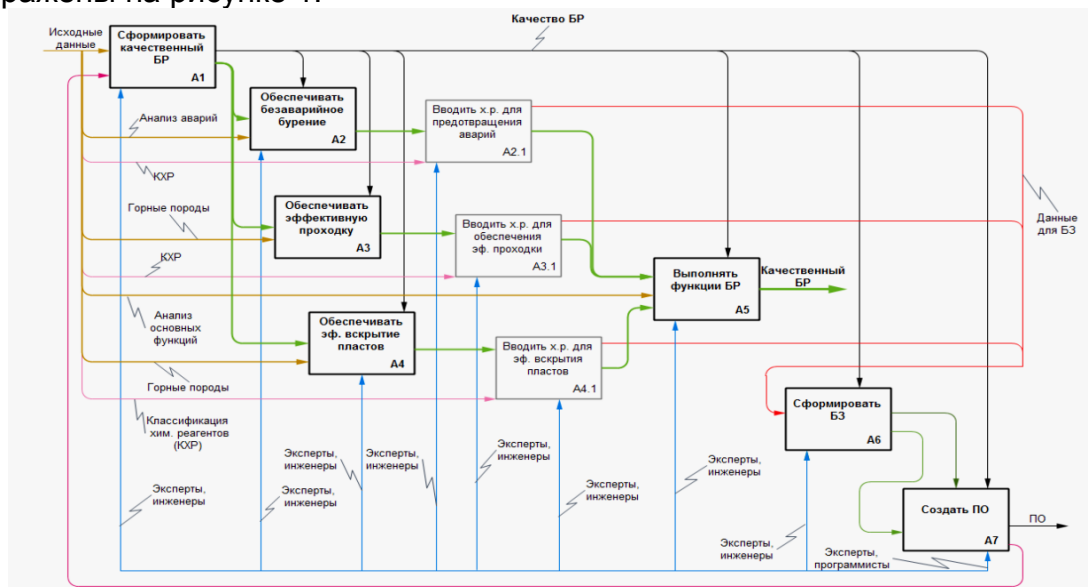 ражены на рисунке 1.
Качество БР
Исходные
данные
Сформировать
качественный
БР
А1
Обеспечивать
безаварийное
бурение
А2
Вводить х.р. для
предотвращения
аварий
А2.1
Анализ аварий
КХР
Горные породы
Обеспечивать
эффективную
проходку
А3
Вводить х.р. для
обеспечения
эф. проходки
А3.1
Данные
для БЗ
КХР
Выполнять
функции БР
А5
Качественный
БР
Анализ
основных
функций
Обеспечивать
эф. вскрытие
пластов
А4
Вводить х.р. для
эф. вскрытия
пластов
А4.1
Горные породы
Классификация
хим. реагентов
(КХР)
Сформировать
БЗ
А6
Эксперты,
инженеры
Эксперты,
инженеры
Эксперты,
инженеры
Эксперты,
инженеры
Эксперты,
инженеры
Эксперты,
инженеры
Эксперты,
инженеры
Эксперты,
инженеры
Создать ПО
А7
ПО
Эксперты,
программисты